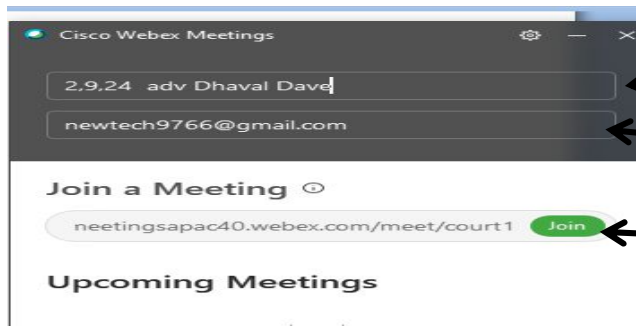 Cisco Webex Meetings
2,9,24 adv Dhaval Dave
newtech9766@gmail.com
Join a Meeting
neetingsapac40.webex.com/meet/court1 Join
Upcoming Meetings